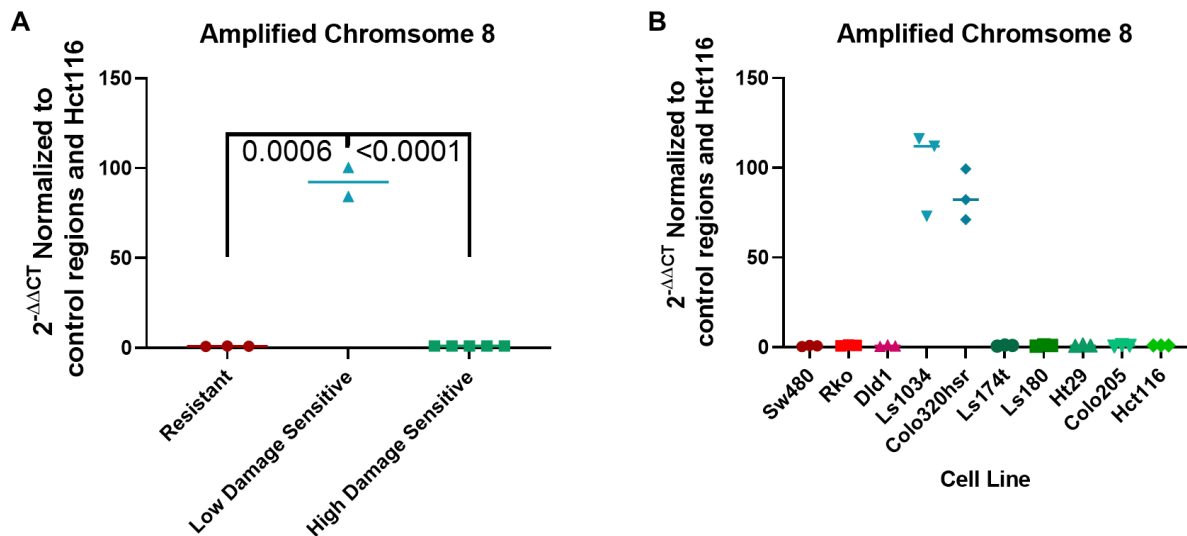 A
Amplified Chromsome 8
2-ΔΔCT Normalized to
control regions and Hct116
150
100
50
0
0.0006
<0.0001
Resistant
Low Damage Sensitive
High Damage Sensitive
B
Amplified Chromsome 8
2-ΔΔCT Normalized to
control regions and Hct116
150
100
50
0
Sw480
Rko
Dld1
Ls1034
Colo320hsr
Ls174t
Ls180
Ht29
Colo205
Hct116
Cell Line